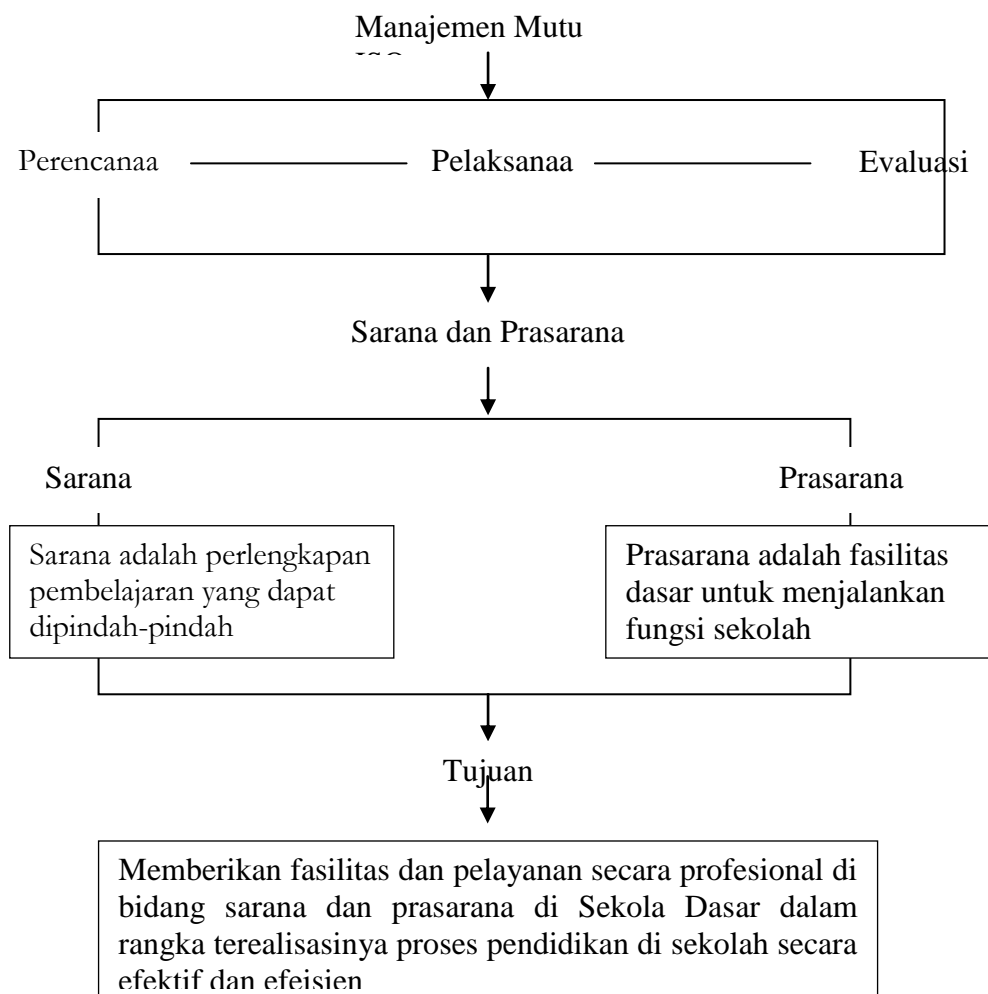 Manajemen Mutu
ISO
Perencanaa
Pelaksanaa
Evaluasi
Sarana dan Prasarana
Sarana
Prasarana
Sarana adalah perlengkapan
pembelajaran yang dapat
dipindah-pindah
Prasarana adalah fasilitas
dasar untuk menjalankan
fungsi sekolah
Tujuan
Memberikan fasilitas dan pelayanan secara profesional di
bidang sarana dan prasarana di Sekola Dasar dalam
rangka terealisasinya proses pendidikan di sekolah secara
efektif dan efeisien